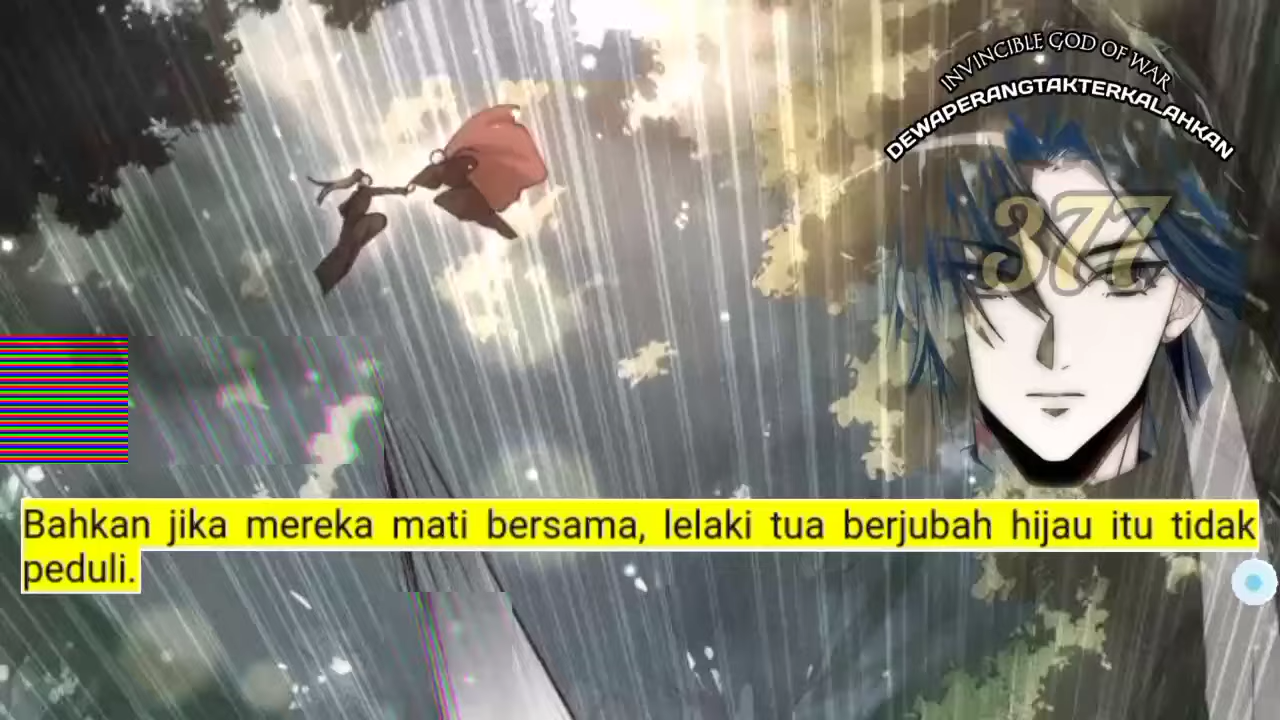 INVINCIBLE GOD OF WAR
DEWAPERANGTAKTERKALAHKAN
377
Bahkan jika mereka mati bersama, lelaki tua berjubah hijau itu tidak
peduli.